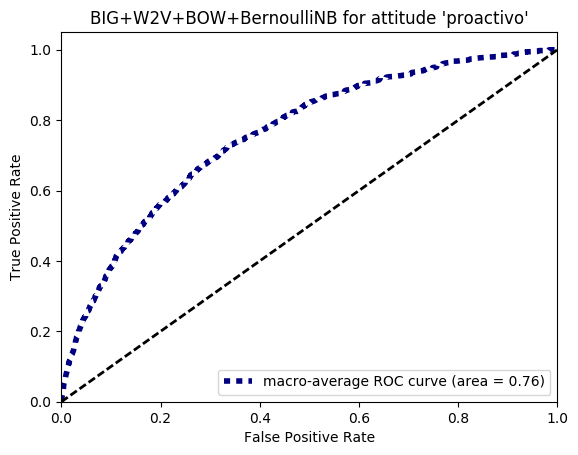 BIG+W2V+BOW+BernoulliNB for attitude 'proactivo'
1.0
0.8
0.6
0.4
0.2
0.0
True Positive Rate
macro-average ROC curve (area = 0.76)
0.0 0.2 0.4 0.6 0.8 1.0
False Positive Rate